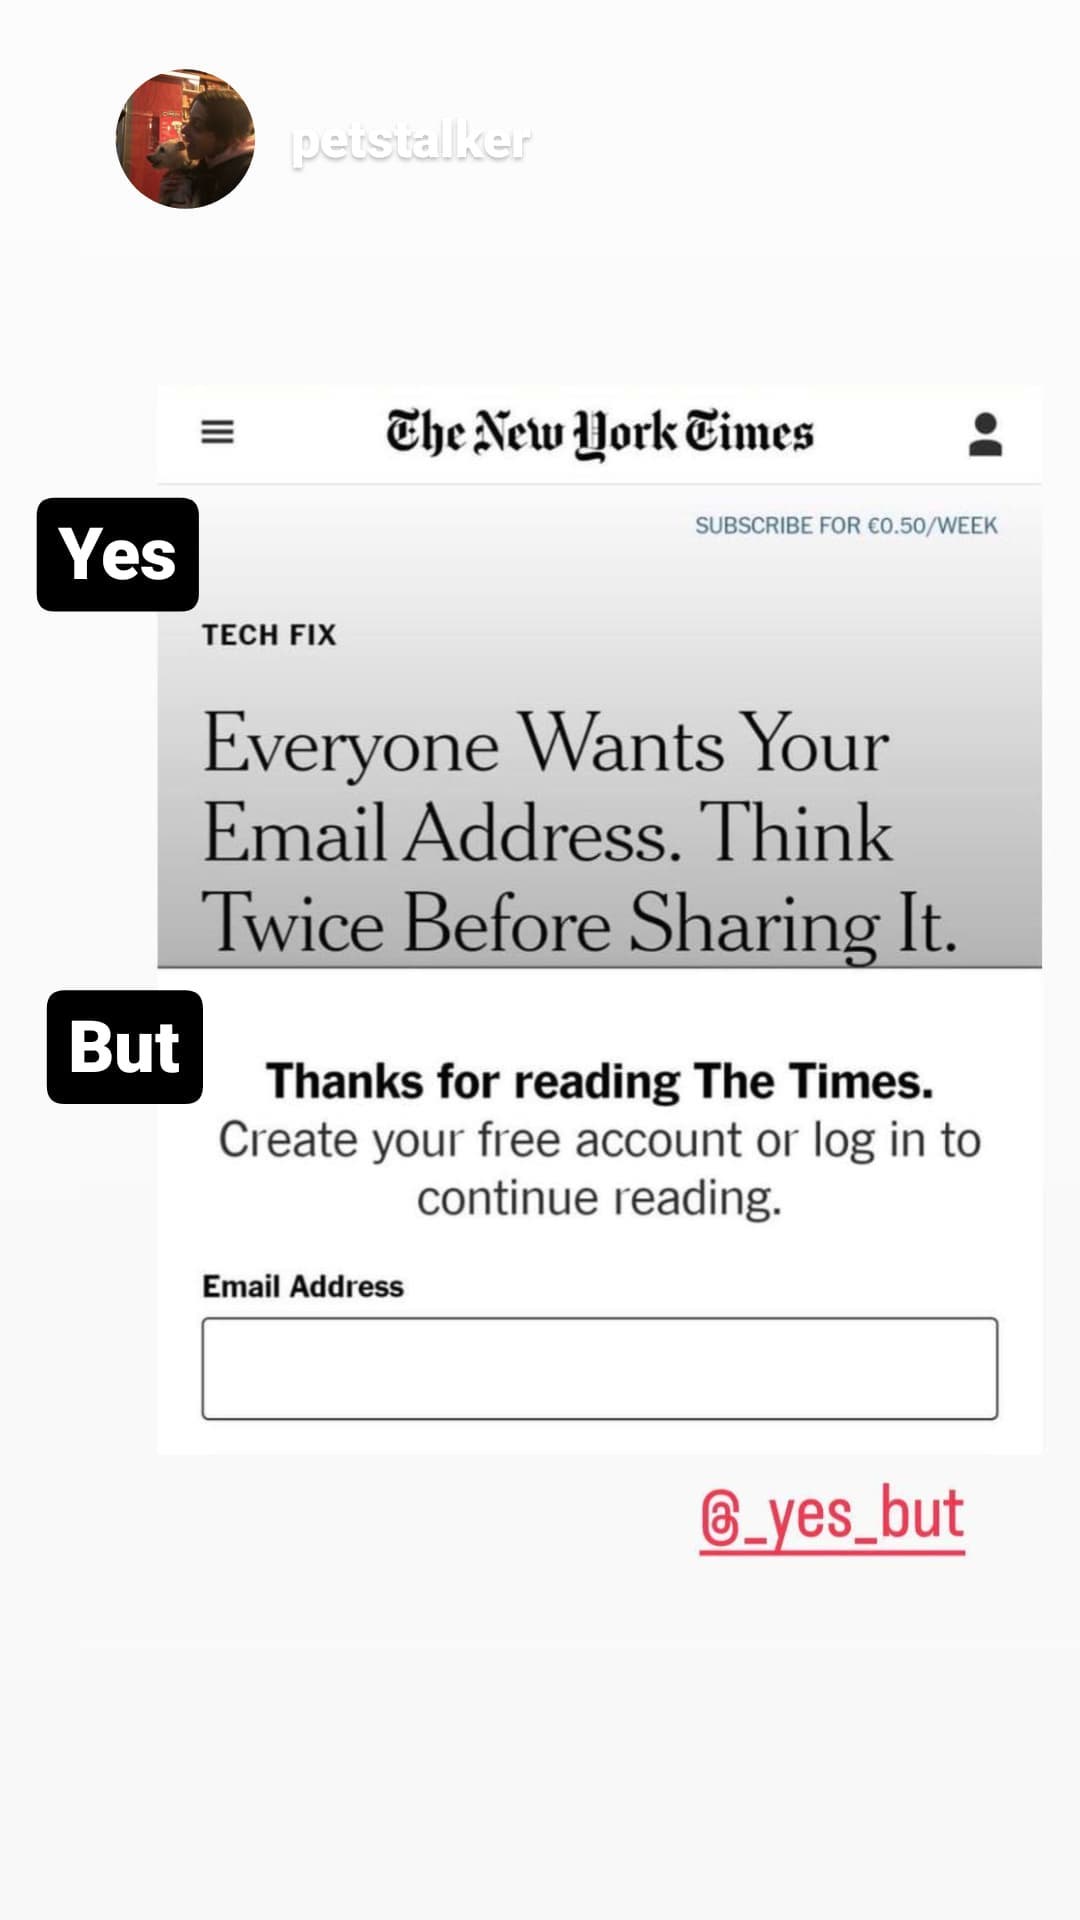 petstalker
The New York Times
SUBSCRIBE FOR €0.50/WEEK
Yes
TECH FIX
Everyone Wants Your
Email Address. Think
Twice Before Sharing It.
But
Thanks for reading The Times.
Create your free account or log in to
continue reading.
Email Address
@_yes_but